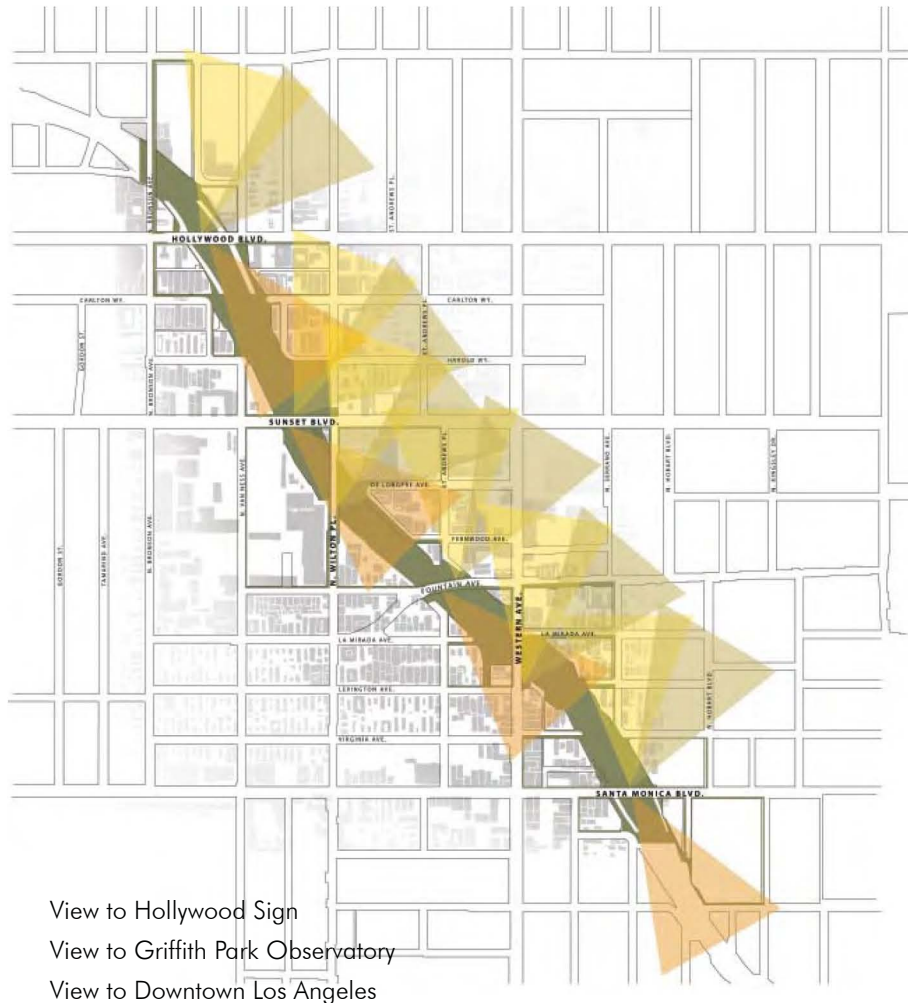 N. BRONSON AVE.
ST. ANDREWS PL.
HOLLYWOOD BLVD.
CARLTON WY.
CARLTON WY.
ST. ANDREWS PL.
GORDON ST.
N. BRONSON AVE.
HAROLD WY.
SUNSET BLVD.
N. VAN NESS AVE.
ST. ANDREWS PL.
N. SERRANO AVE.
N. HOBART BLVD.
N. KINGSLEY DR.
DE LONGPRE AVE.
GORDON ST.
TAMARIND AVE.
N. BRONSON AVE.
N. WILTON PL.
FERNWOOD AVE.
FOUNTAIN AVE.
WESTERN AVE.
LA MIRADA AVE.
LA MIRADA AVE.
LEXINGTON AVE.
N. HOBART BLVD.
VIRGINIA AVE.
SANTA MONICA BLVD.
View to Hollywood Sign
View to Griffith Park Observatory
View to Downtown Los Angeles